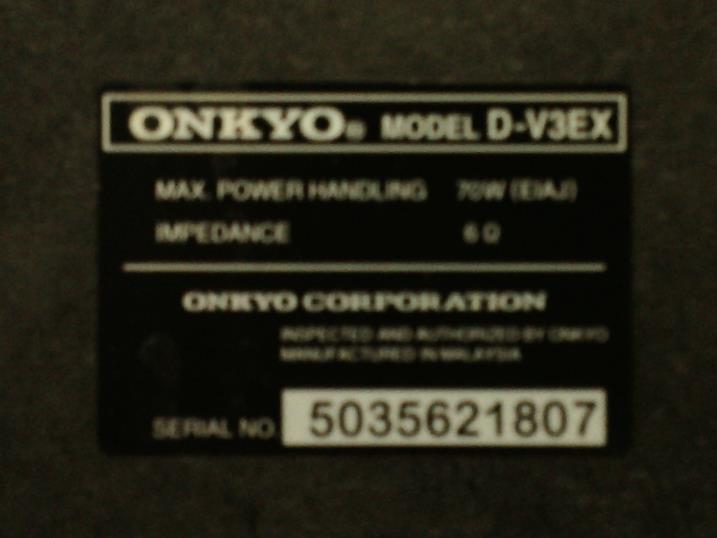 ONKYO® MODEL D-V3EX
MAX. POWER HANDLING 70W (EIAJ)
IMPEDANCE 6 Ω
ONKYO CORPORATION
INSPECTED AND AUTHORIZED BY ONKYO
MANUFACTURED IN MALAYSIA
SERIAL NO. 5035621807